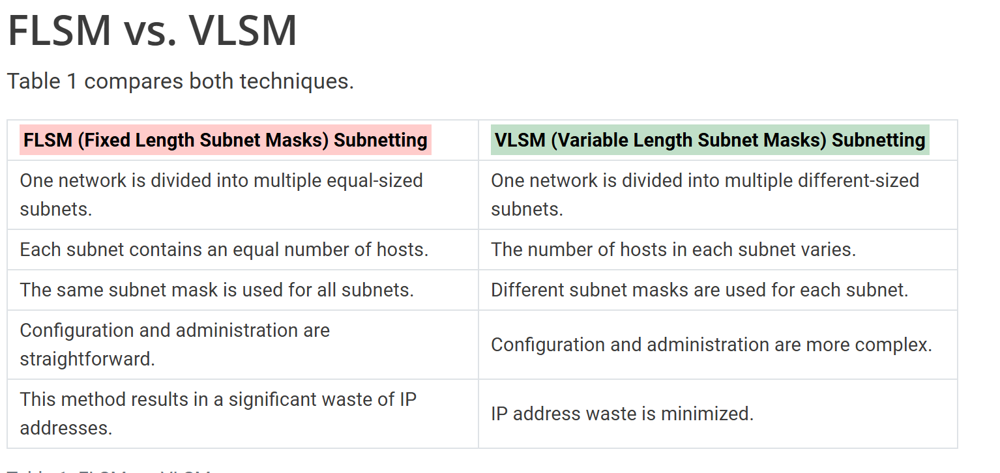 FLSM vs. VLSM
Table 1 compares both techniques.
FLSM (Fixed Length Subnet Masks) Subnetting
VLSM (Variable Length Subnet Masks) Subnetting
One network is divided into multiple equal-sized
subnets.
One network is divided into multiple different-sized
subnets.
Each subnet contains an equal number of hosts.
The number of hosts in each subnet varies.
The same subnet mask is used for all subnets.
Different subnet masks are used for each subnet.
Configuration and administration are
straightforward.
Configuration and administration are more complex.
This method results in a significant waste of IP
addresses.
IP address waste is minimized.